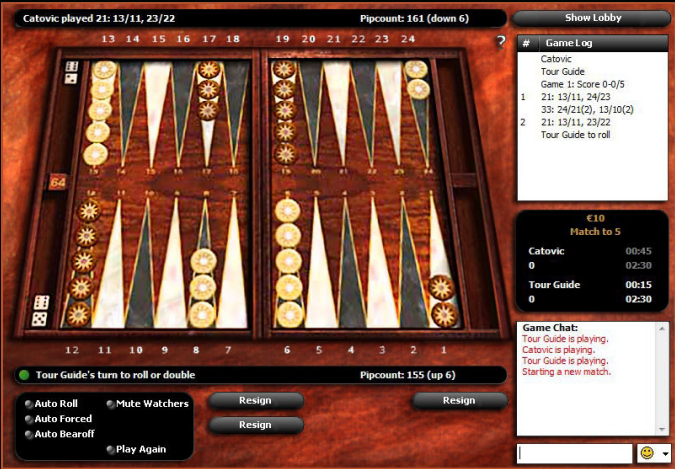 Catovic played 21: 13/11, 23/22 Pipcount: 161 (down 6)
Show Lobby
13 14 15 16 17 18 19 20 21 22 23 24
?
# Game Log
Catovic
Tour Guide
Game 1: Score 0-0/5
1 21: 13/11, 24/23
33: 24/21(2), 13/10(2)
2 21: 13/11, 23/22
Tour Guide to roll
64
€10
Match to 5
Catovic 00:45
0 02:30
Tour Guide 00:15
0 02:30
Game Chat:
Tour Guide is playing.
Catovic is playing.
Tour Guide is playing.
Starting a new match.
12 11 10 9 8 7 6 5 4 3 2 1
Tour Guide's turn to roll or double Pipcount: 155 (up 6)
Auto Roll
Mute Watchers
Auto Forced
Auto Bearoff
Play Again
Resign
Resign
Resign